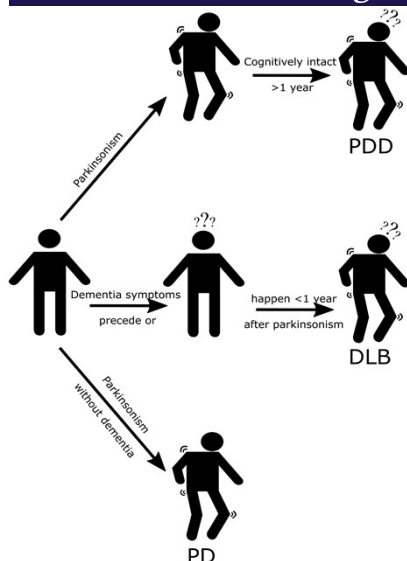 ???
Cognitively intact
>1 year
PDD
Parkinsonism
???
???
Dementia symptoms
precede or
happen <1 year
after parkinsonism
DLB
Parkinsonism
without dementia
PD